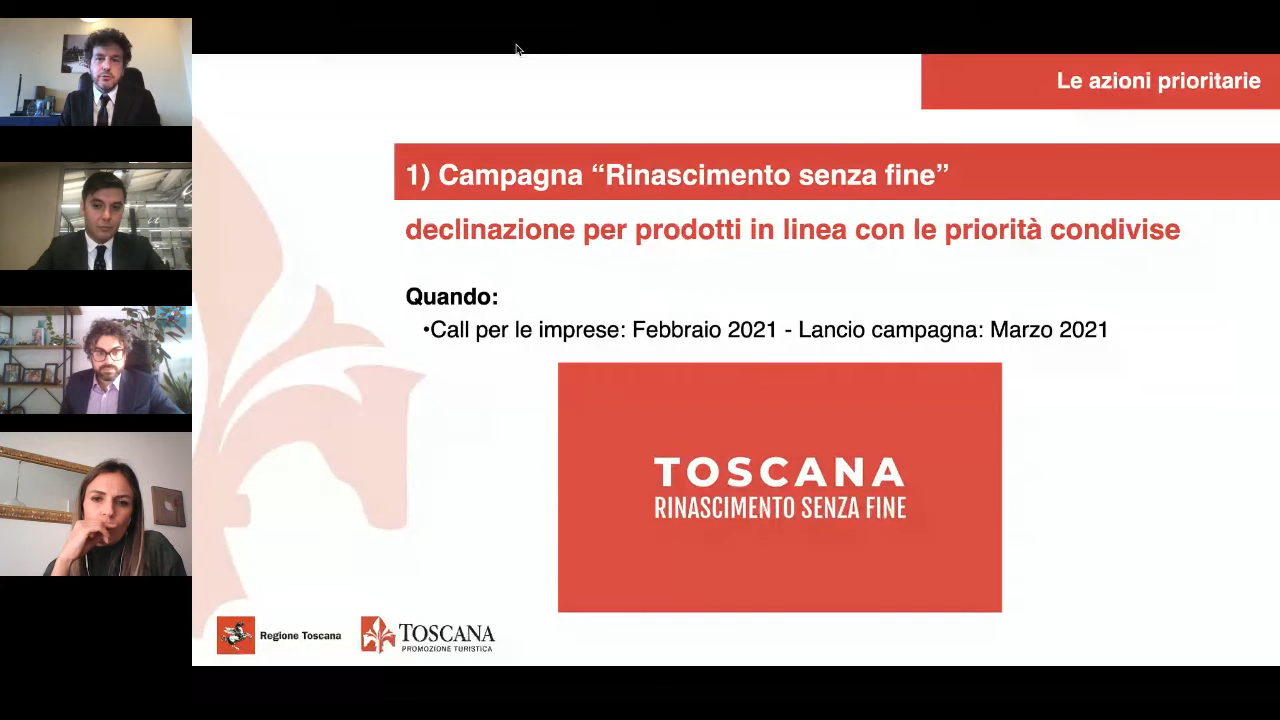 Le azioni prioritarie
1) Campagna “Rinascimento senza fine”
declinazione per prodotti in linea con le priorità condivise
Quando:
•Call per le imprese: Febbraio 2021 - Lancio campagna: Marzo 2021
TOSCANA
RINASCIMENTO SENZA FINE
Regione Toscana
TOSCANA
PROMOZIONE TURISTICA